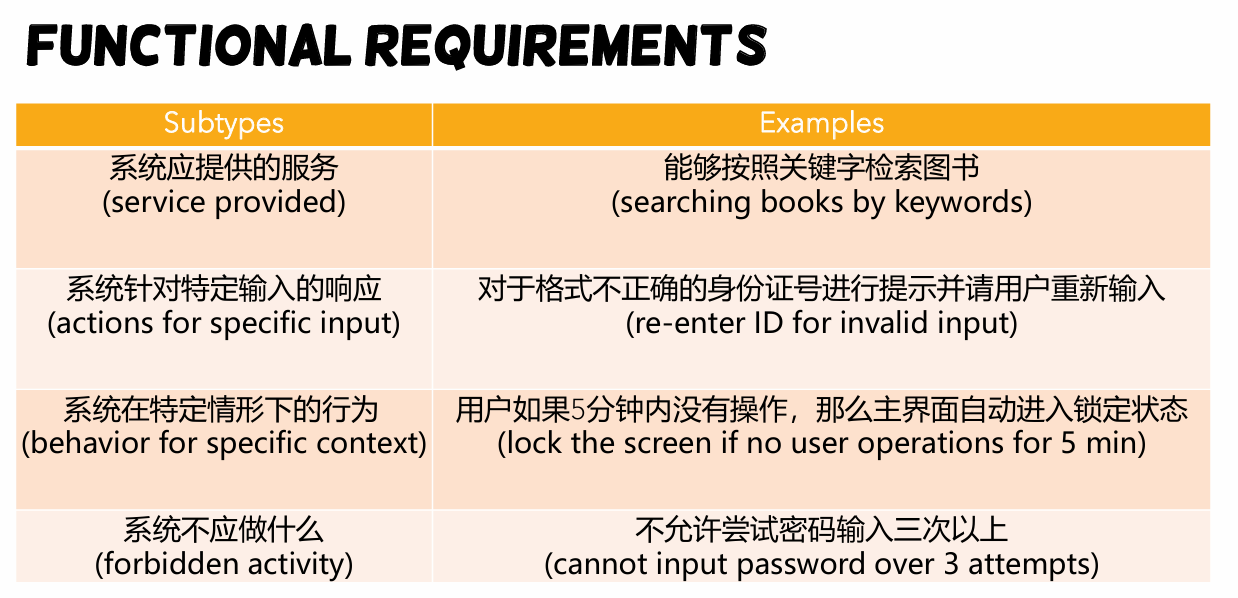 FUNCTIONAL REQUIREMENTS
Subtypes
Examples
系统应提供的服务
(service provided)
能够按照关键字检索图书
(searching books by keywords)
系统针对特定输入的响应
(actions for specific input)
对于格式不正确的身份证号进行提示并请用户重新输入
(re-enter ID for invalid input)
系统在特定情形下的行为
(behavior for specific context)
用户如果5分钟内没有操作，那么主界面自动进入锁定状态
(lock the screen if no user operations for 5 min)
系统不应做什么
(forbidden activity)
不允许尝试密码输入三次以上
(cannot input password over 3 attempts)